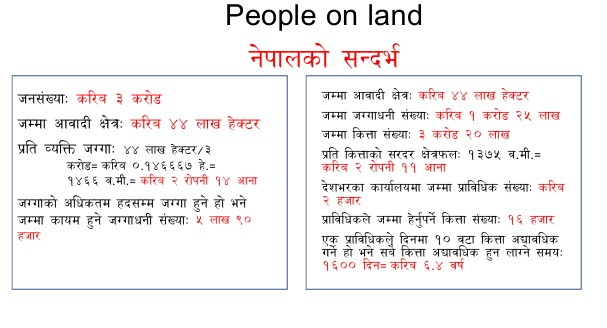 People on land
नेपालको सन्दर्भ
जनसंख्याः करिब ३ करोड
जम्मा आवादी क्षेत्रः करिब ४४ लाख हेक्टर
प्रति व्यक्ति जग्गाः ४४ लाख हेक्टर/३
करोड= करिब ०.१४६६६७ हे.=
१४६६ व.मी.= करिब २ रोपनी १४ आना
जग्गाको अधिकतम हदसम्म जग्गा हुने हो भने
जम्मा कायम हुने जग्गाधनी संख्याः ५ लाख ९०
हजार
जम्मा आवादी क्षेत्रः करिब ४४ लाख हेक्टर
जम्मा जग्गाधनी संख्याः करिब १ करोड २५ लाख
जम्मा कित्ता संख्याः ३ करोड २० लाख
प्रति कित्ताको सरदर क्षेत्रफलः १३७५ व.मी.=
करिब २ रोपनी ११ आना
देशभरका कार्यालयमा जम्मा प्राविधिक संख्याः करिब
२ हजार
प्राविधिकले जम्मा हेर्नुपर्ने कित्ता संख्याः १६ हजार
एक प्राविधिकले दिनमा १० वटा कित्ता अद्यावधिक
गर्ने हो भने सबै कित्ता अद्यावधिक हुन लाग्ने समयः
१६०० दिन= करिब ६.४ वर्ष